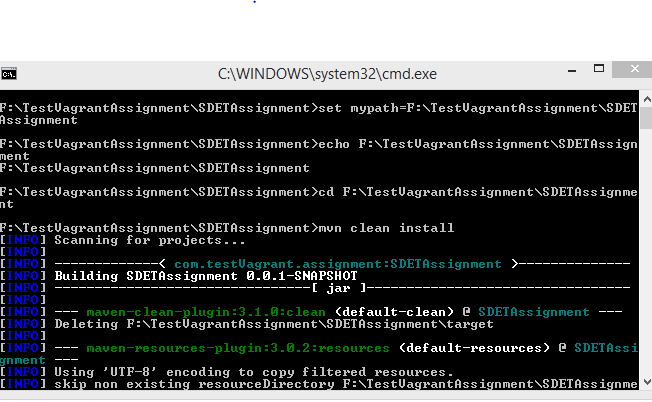 C:\WINDOWS\system32\cmd.exe
F:\TestVagrantAssignment\SDETAssignment>set mypath=F:\TestVagrantAssignment\SDET
Assignment
F:\TestVagrantAssignment\SDETAssignment>echo F:\TestVagrantAssignment\SDETAssign
ment
F:\TestVagrantAssignment\SDETAssignment
F:\TestVagrantAssignment\SDETAssignment>cd F:\TestVagrantAssignment\SDETAssignme
nt
F:\TestVagrantAssignment\SDETAssignment>mvn clean install
[INFO] Scanning for projects...
[INFO]
[INFO] -------------< com.testVagrant.assignment:SDETAssignment >--------------
[INFO] Building SDETAssignment 0.0.1-SNAPSHOT
[INFO] --------------------------------[ jar ]---------------------------------
[INFO]
[INFO] --- maven-clean-plugin:3.1.0:clean (default-clean) @ SDETAssignment ---
[INFO] Deleting F:\TestVagrantAssignment\SDETAssignment\target
[INFO]
[INFO] --- maven-resources-plugin:3.0.2:resources (default-resources) @ SDETAssi
gnment ---
[INFO] Using 'UTF-8' encoding to copy filtered resources.
[INFO] skip non existing resourceDirectory F:\TestVagrantAssignment\SDETAssignme